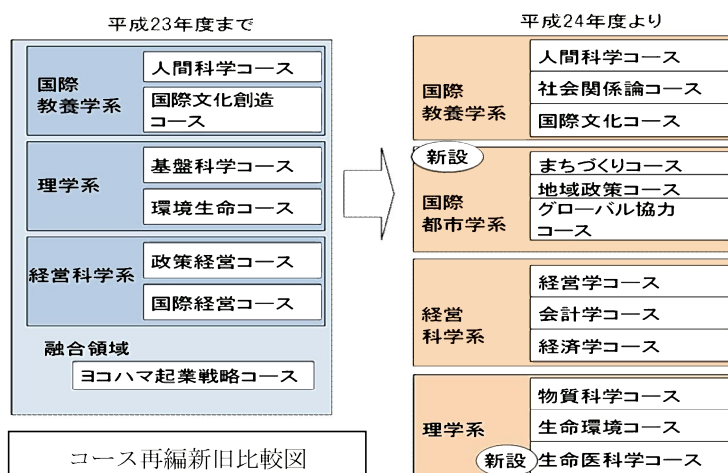 平成23年度まで
国際
教養学系
人間科学コース
国際文化創造
コース
理学系
基盤科学コース
環境生命コース
経営科学系
政策経営コース
国際経営コース
融合領域
ヨコハマ起業戦略コース
コース再編新旧比較図
平成24年度より
国際
教養学系
人間科学コース
社会関係論コース
国際文化コース
新設
国際
都市学系
まちづくりコース
地域政策コース
グローバル協力
コース
経営
科学系
経営学コース
会計学コース
経済学コース
理学系
物質科学コース
生命環境コース
新設
生命医科学コース